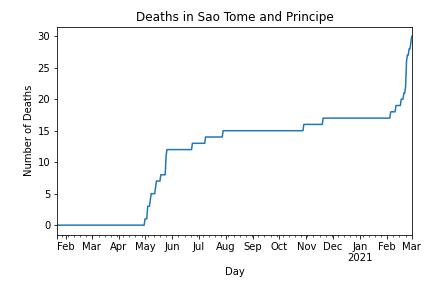 Deaths in Sao Tome and Principe
Number of Deaths
30
25
20
15
10
5
0
Feb Mar Apr May Jun Jul Aug Sep Oct Nov Dec Jan Feb Mar
2021
Day